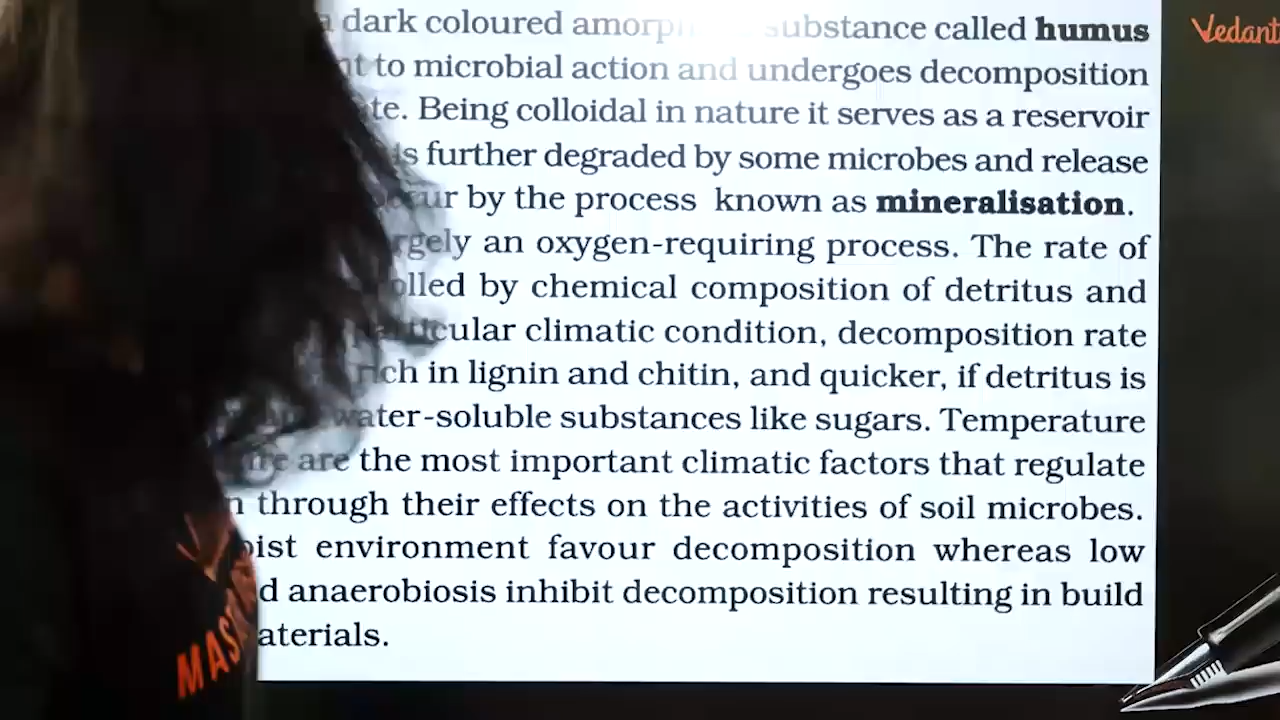 dark coloured substance called humus
to microbial action and undergoes decomposition
Being colloidal in nature it serves as a reservoir
is further degraded by some microbes and release
by the process known as mineralisation.
an oxygen-requiring process. The rate of
by chemical composition of detritus and
climatic condition, decomposition rate
in lignin and chitin, and quicker, if detritus is
water-soluble substances like sugars. Temperature
are the most important climatic factors that regulate
through their effects on the activities of soil microbes.
environment favour decomposition whereas low
anaerobiosis inhibit decomposition resulting in build
Vedant